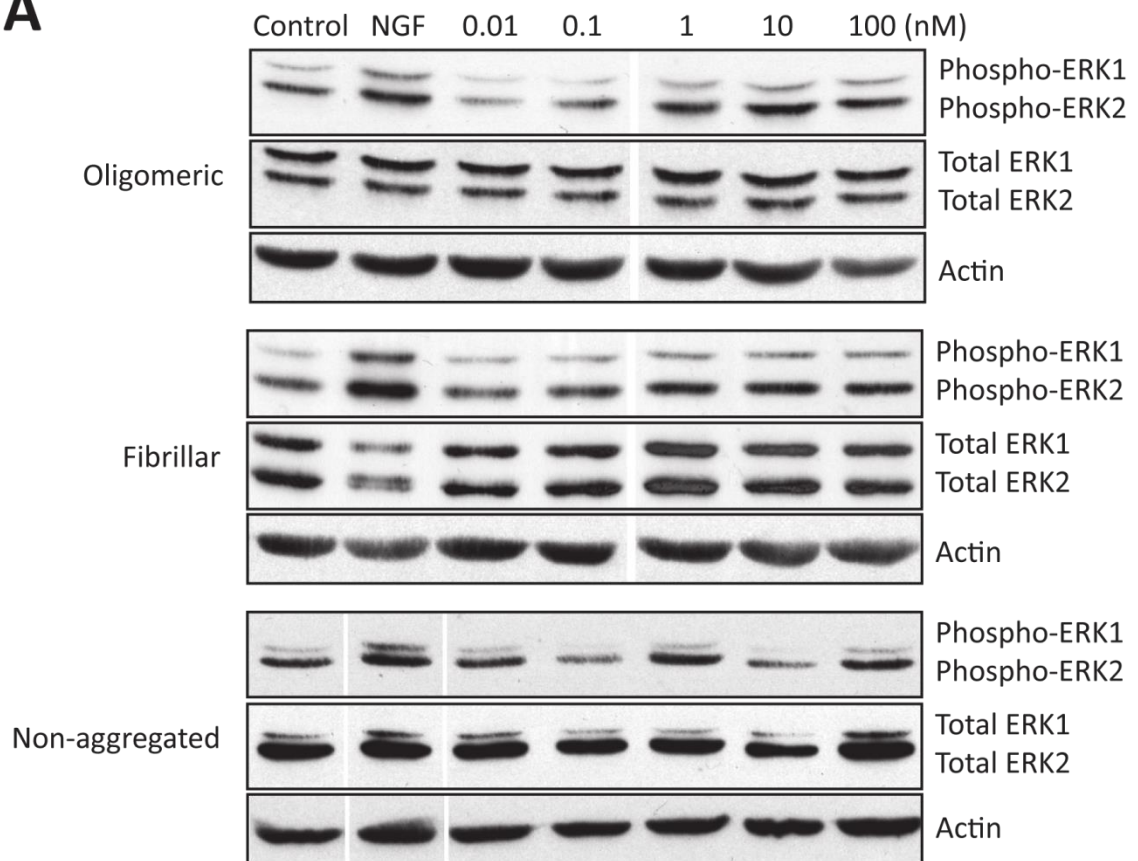 A
Control NGF 0.01 0.1 1 10 100 (nM)
Phospho-ERK1
Phospho-ERK2
Oligomeric
Total ERK1
Total ERK2
Actin
Phospho-ERK1
Phospho-ERK2
Fibrillar
Total ERK1
Total ERK2
Actin
Phospho-ERK1
Phospho-ERK2
Non-aggregated
Total ERK1
Total ERK2
Actin